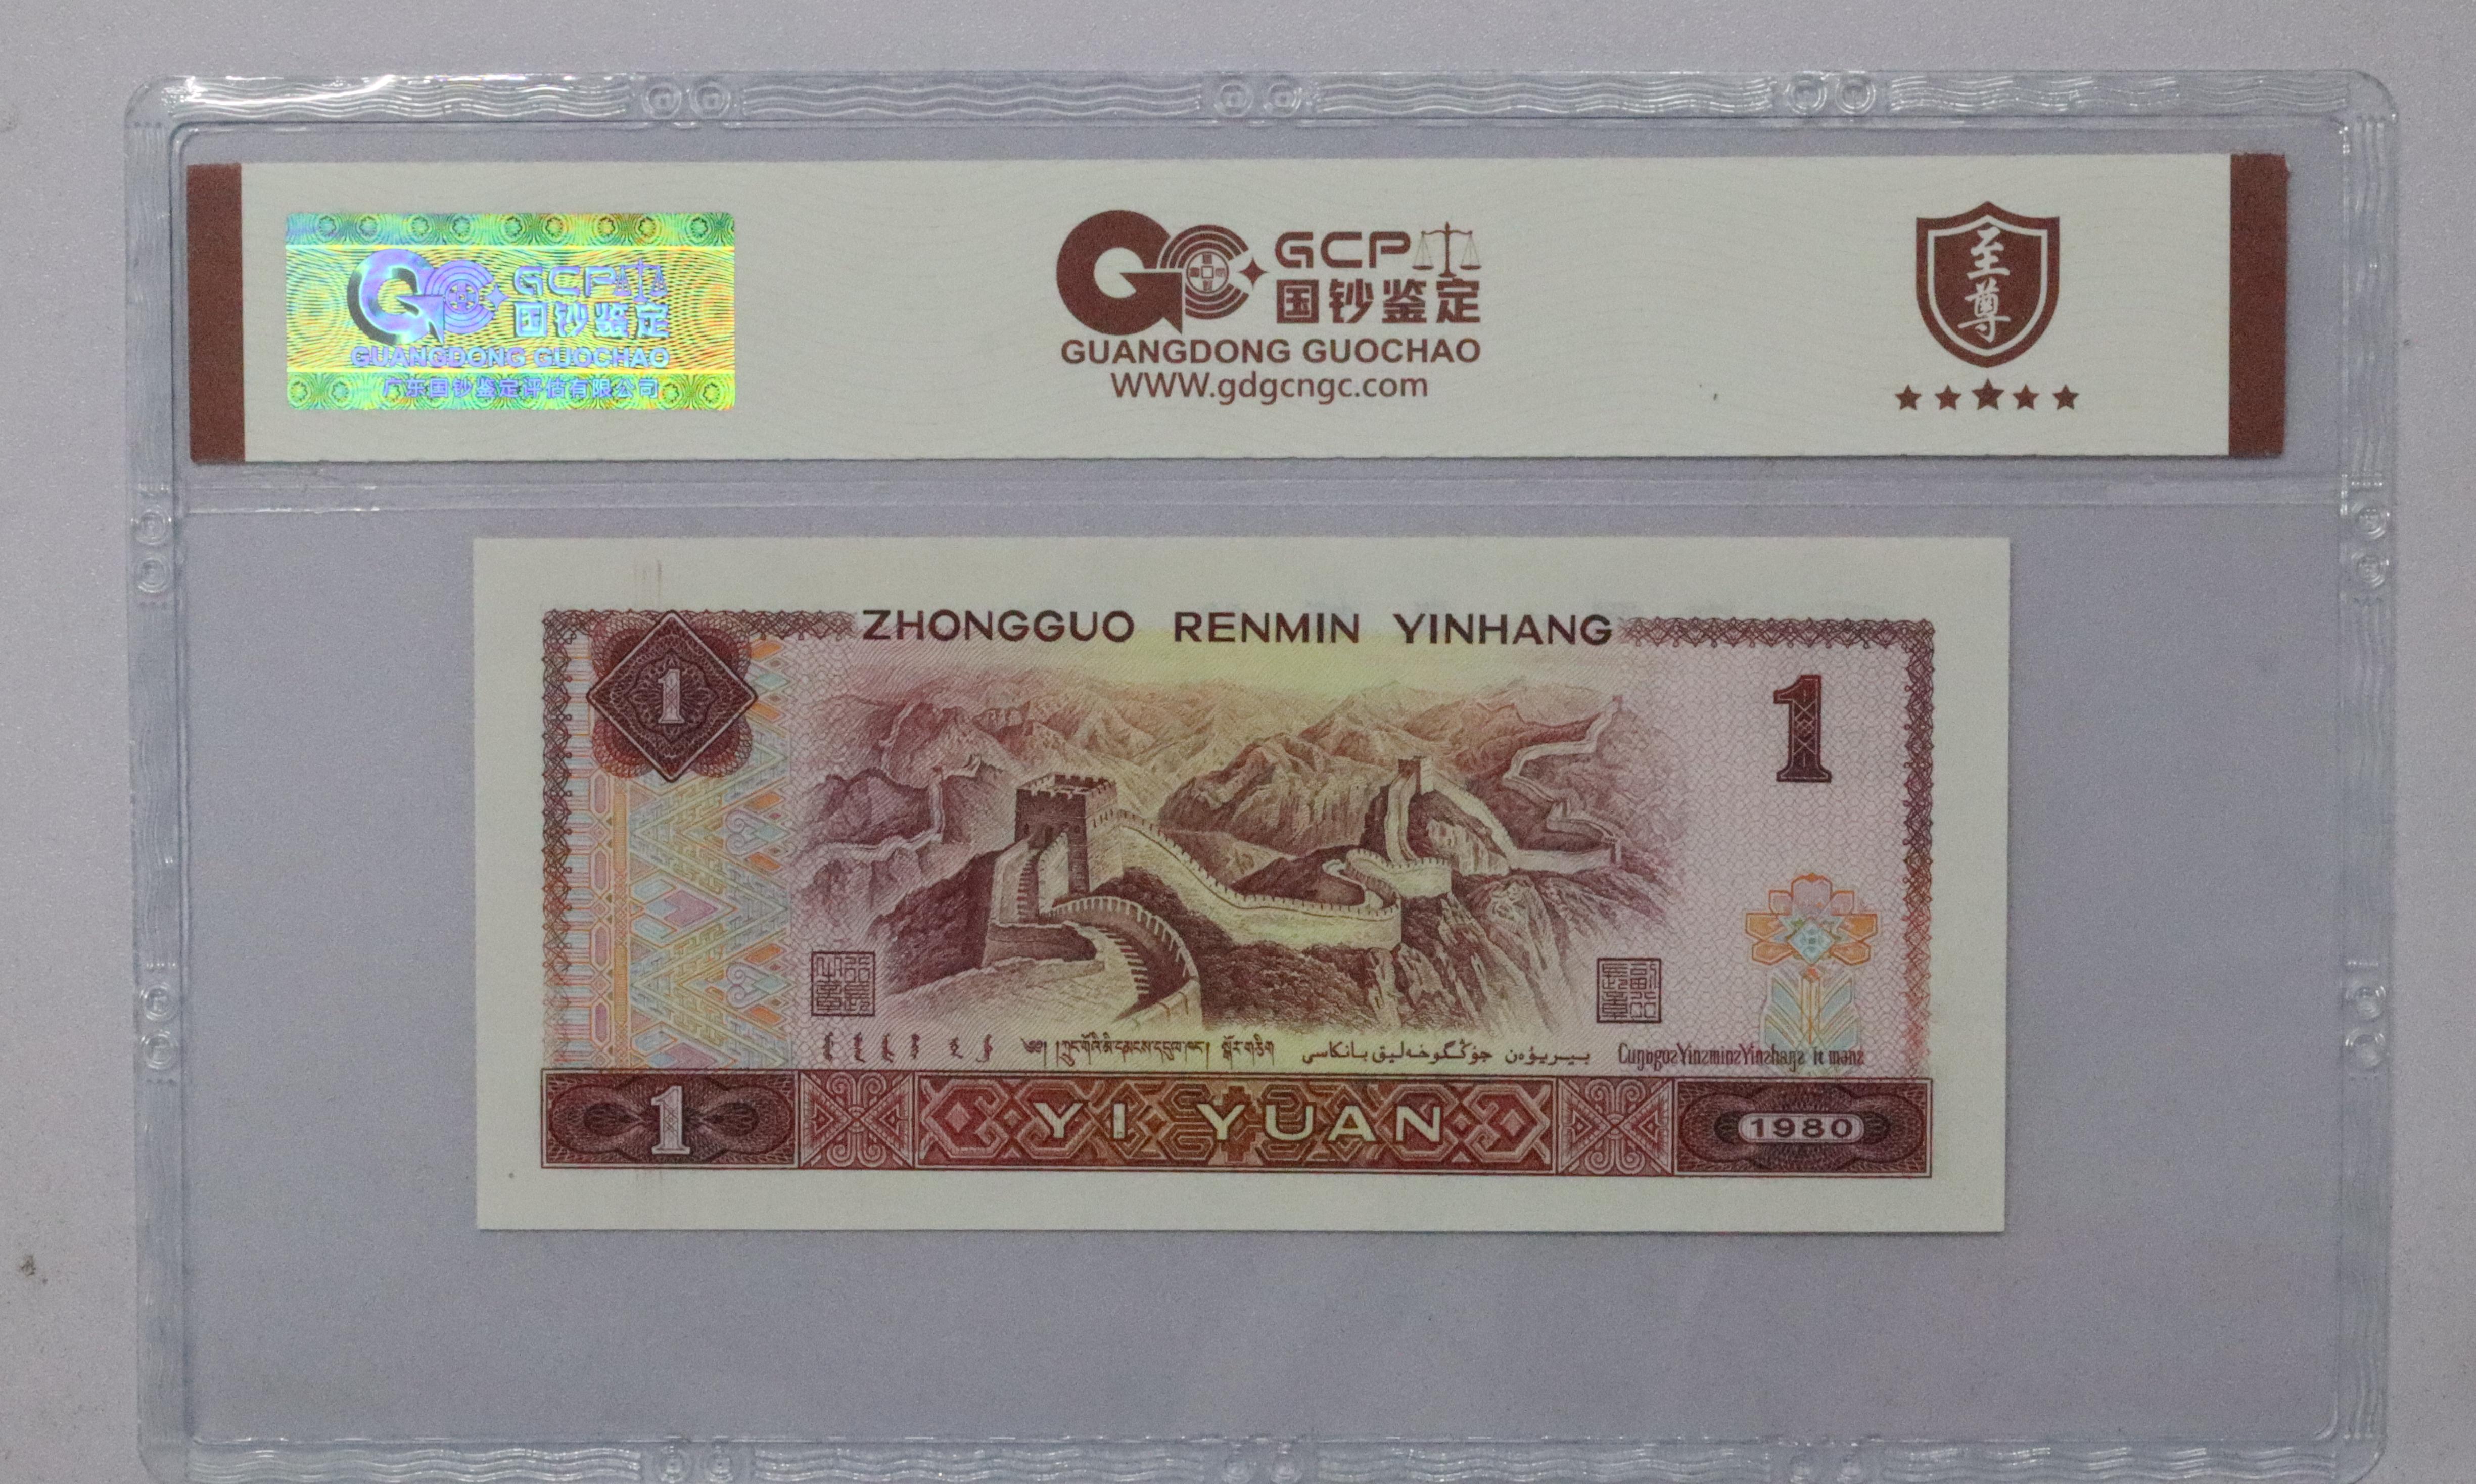 GCP
国钞鉴定
GUANGDONG GUOCHAO
广东国钞鉴定评估有限公司
GCP
国钞鉴定
GUANGDONG GUOCHAO
WWW.gdgcngc.com
至尊
ZHONGGUO RENMIN YINHANG
1
1
བོད།
1
YI YUAN
1980